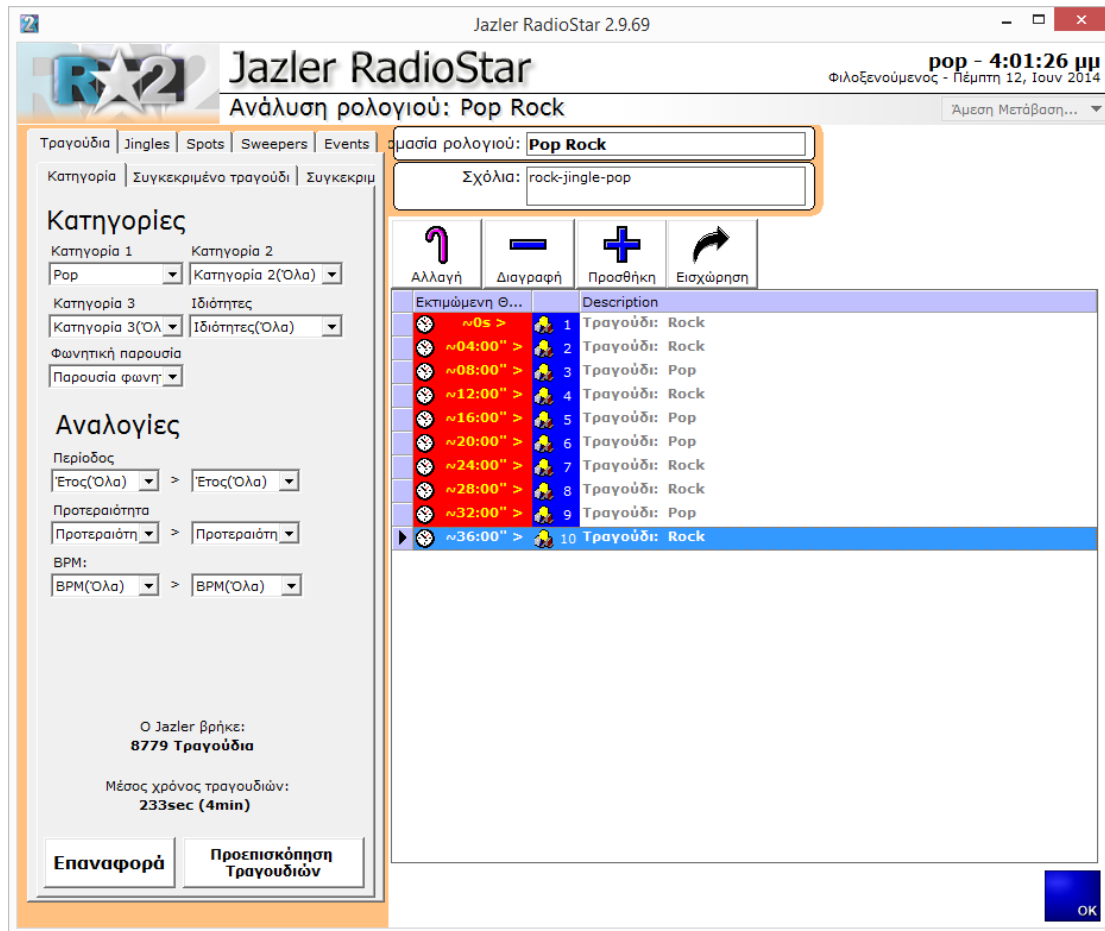 Jazler RadioStar 2.9.69
R 2
Jazler RadioStar
pop - 4:01:26 μμ
Φιλοξενούμενος - Πέμπτη 12, Ιουν 2014
Ανάλυση ρολογιού: Pop Rock
Άμεση Μετάβαση...
Τραγούδια Jingles Spots Sweepers Events
ομασία ρολογιού: Pop Rock
Κατηγορία Συγκεκριμένο τραγούδι Συγκεκριμ
Σχόλια: rock-jingle-pop
Κατηγορίες
Κατηγορία 1 Κατηγορία 2
Pop Κατηγορία 2(Όλα)
Κατηγορία 3 Ιδιότητες
Κατηγορία 3(Όλ Ιδιότητες(Όλα)
Φωνητική παρουσία
Παρουσία φωνητ
Αναλογίες
Περίοδος
Έτος(Όλα) > Έτος(Όλα)
Προτεραιότητα
Προτεραιότη > Προτεραιότη
BPM:
BPM(Όλα) > BPM(Όλα)
Ο Jazler βρήκε:
8779 Τραγούδια
Μέσος χρόνος τραγουδιών:
233sec (4min)
Επαναφορά
Προεπισκόπηση
Τραγουδιών
Αλλαγή Διαγραφή Προσθήκη Εισχώρηση
Εκτιμώμενη Θ... Description
~0s > 1 Τραγούδι: Rock
~04:00" > 2 Τραγούδι: Rock
~08:00" > 3 Τραγούδι: Pop
~12:00" > 4 Τραγούδι: Rock
~16:00" > 5 Τραγούδι: Pop
~20:00" > 6 Τραγούδι: Pop
~24:00" > 7 Τραγούδι: Rock
~28:00" > 8 Τραγούδι: Rock
~32:00" > 9 Τραγούδι: Pop
~36:00" > 10 Τραγούδι: Rock
OK